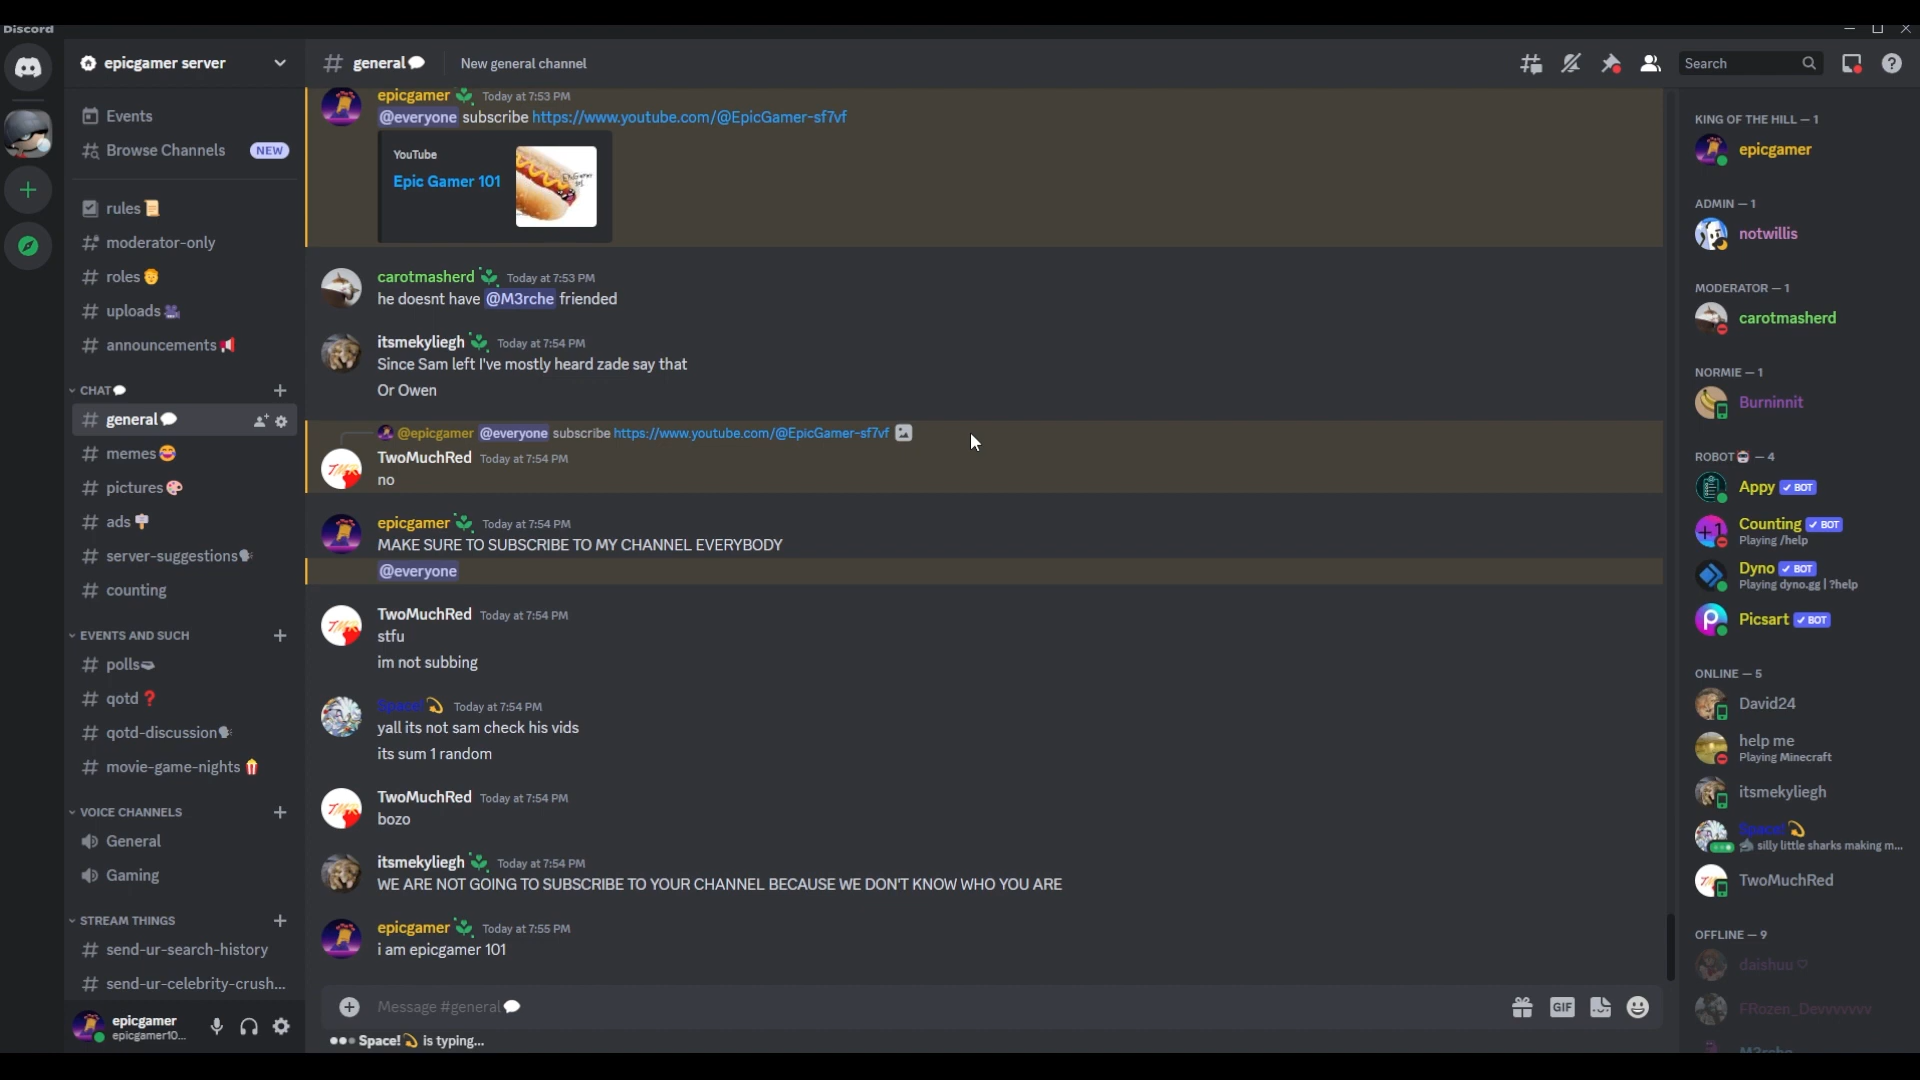 Discord
epicgamer server
Events
Browse Channels NEW
rules
moderator-only
roles
uploads
announcements
CHAT
general
memes
pictures
ads
server-suggestions
counting
EVENTS AND SUCH
polls
qotd
qotd-discussion
movie-game-nights
VOICE CHANNELS
General
Gaming
STREAM THINGS
send-ur-search-history
send-ur-celebrity-crush...
epicgamer
epicgamer10...
general New general channel
Search
epicgamer Today at 7:53 PM
@everyone subscribe https://www.youtube.com/@EpicGamer-sf7vf
YouTube
Epic Gamer 101
carotmasherd Today at 7:53 PM
he doesnt have @M3rche friended
itsmekyliegh Today at 7:54 PM
Since Sam left I've mostly heard zade say that
Or Owen
@epicgamer @everyone subscribe https://www.youtube.com/@EpicGamer-sf7vf
TwoMuchRed Today at 7:54 PM
no
epicgamer Today at 7:54 PM
MAKE SURE TO SUBSCRIBE TO MY CHANNEL EVERYBODY
@everyone
TwoMuchRed Today at 7:54 PM
stfu
im not subbing
Space! Today at 7:54 PM
yall its not sam check his vids
its sum 1 random
TwoMuchRed Today at 7:54 PM
bozo
itsmekyliegh Today at 7:54 PM
WE ARE NOT GOING TO SUBSCRIBE TO YOUR CHANNEL BECAUSE WE DON'T KNOW WHO YOU ARE
epicgamer Today at 7:55 PM
i am epicgamer 101
Message #general
GIF
Space! is typing...
KING OF THE HILL — 1
epicgamer
ADMIN — 1
notwillis
MODERATOR — 1
carotmasherd
NORMIE — 1
Burninnit
ROBOT — 4
Appy BOT
Counting BOT
Playing /help
Dyno BOT
Playing dyno.gg | ?help
Picsart BOT
ONLINE — 5
David24
help me
Playing Minecraft
itsmekyliegh
Space!
silly little sharks making m...
TwoMuchRed
OFFLINE — 9
daishuu
FRozen_Devvvvvvv
M3rche